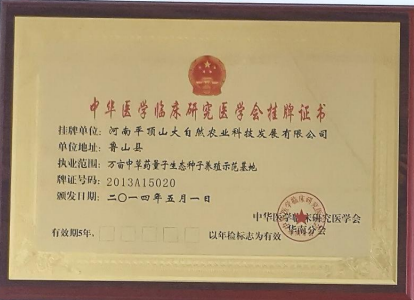 中华医学临床研究医学会挂牌证书
挂牌单位: 河南平顶山大自然农业科技发展有限公司
单位地址: 鲁山县
执业范围: 万亩中草药量子生态种子养殖示范基地
牌证号码: 2013A15020
颁发日期: 二〇一四年五月一日
中华医学临床研究医学会
华南分会
有效期5年, 以年检标志为有效